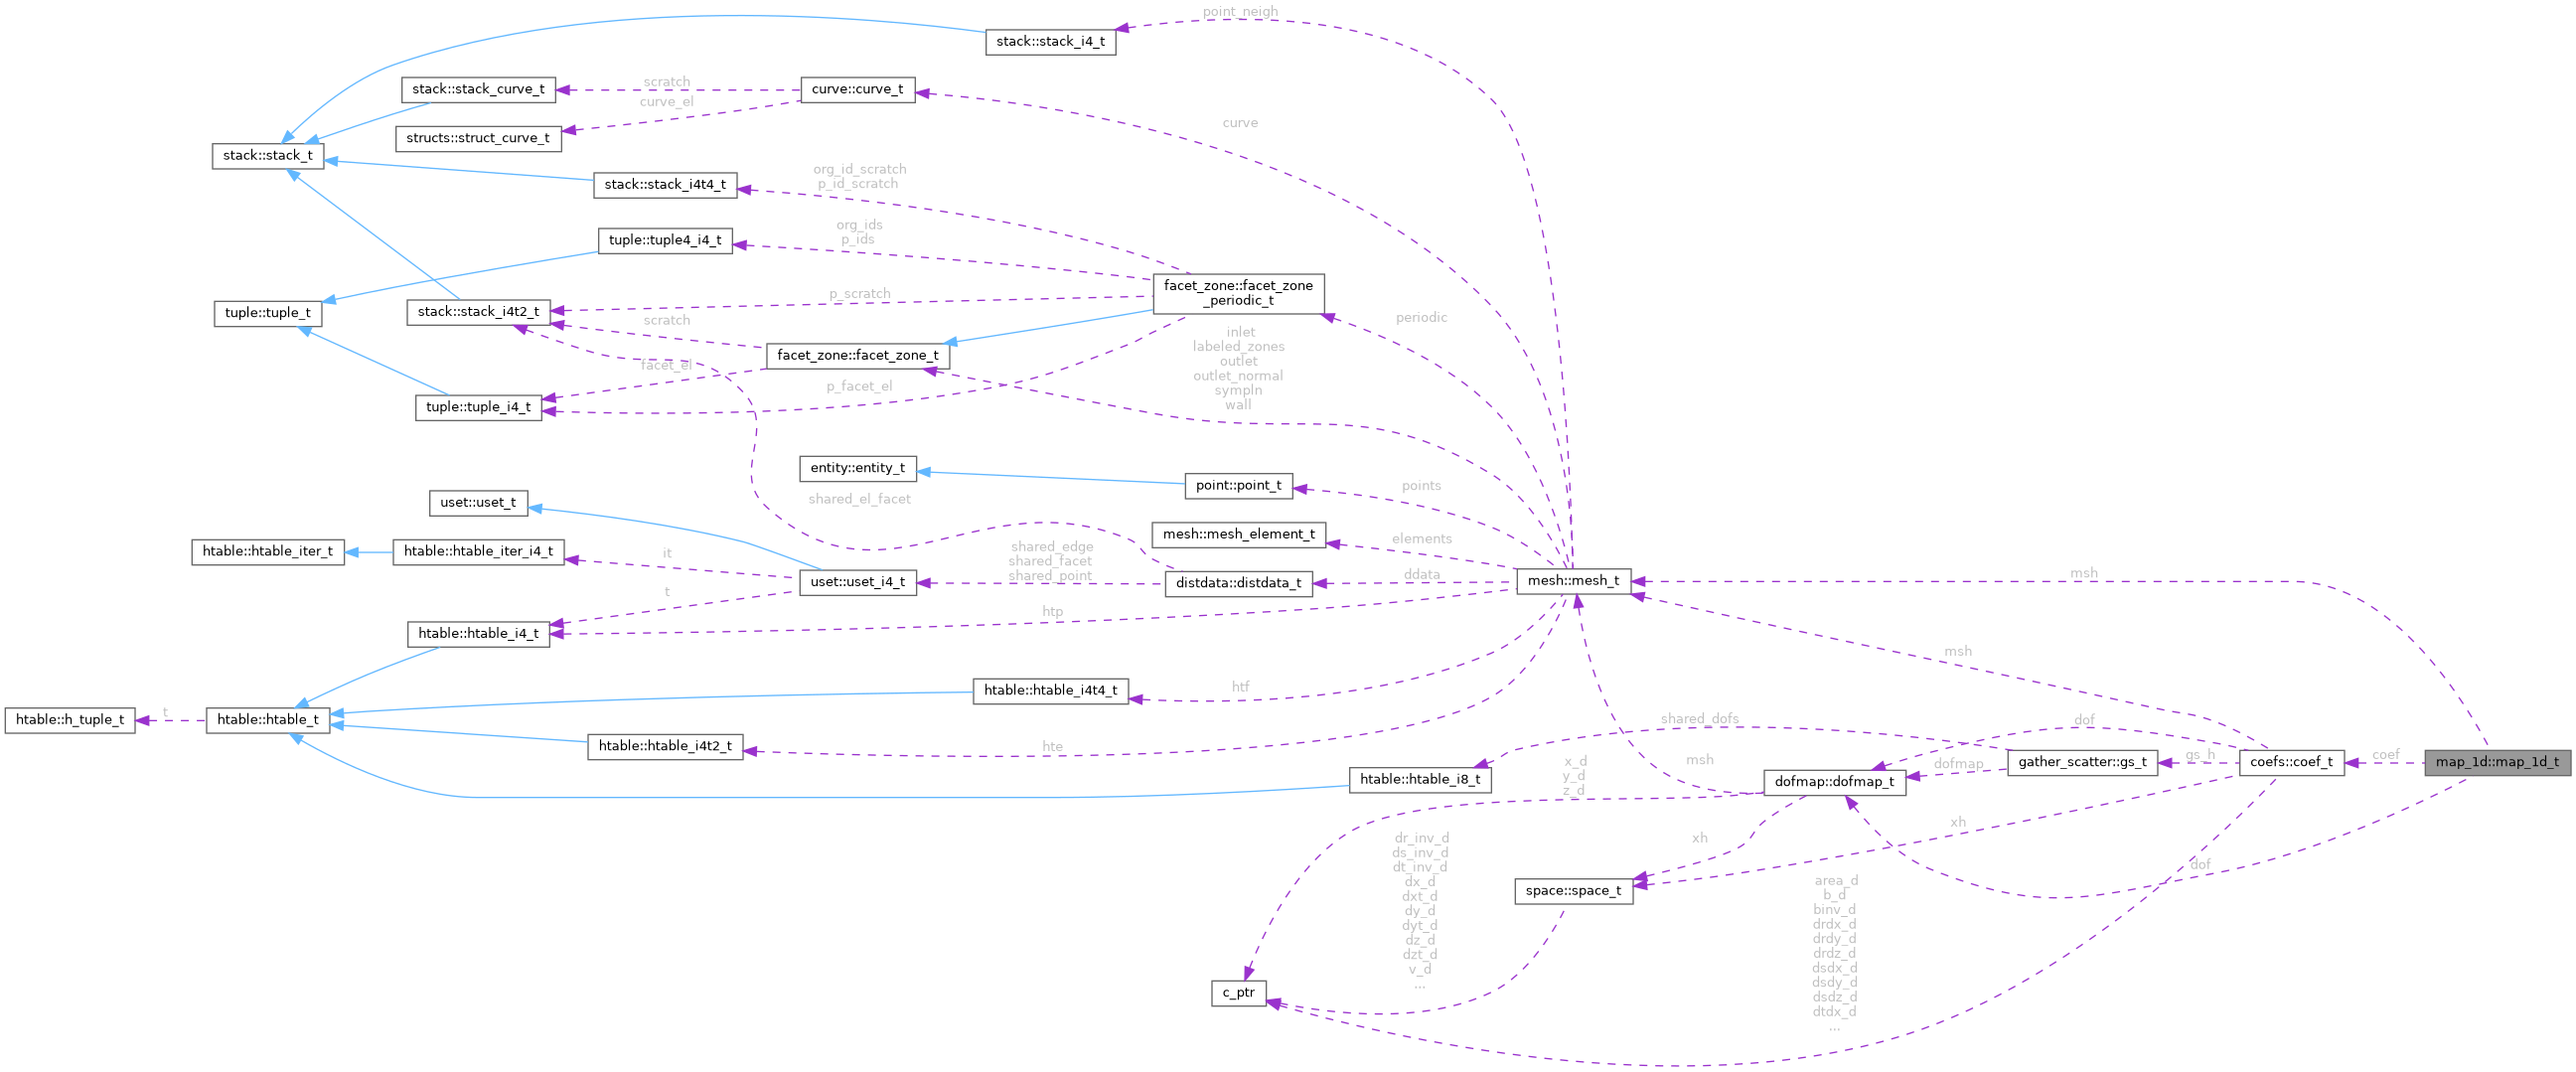 point_neigh
stack::stack_i4_t
scratch
stack::stack_curve_t
curve::curve_t
curve_el
curve
structs::struct_curve_t
stack::stack_t
org_id_scratch
p_id_scratch
stack::stack_i4t4_t
org_ids
p_ids
tuple::tuple4_i4_t
facet_zone::facet_zone
_periodic_t
p_scratch
tuple::tuple_t
stack::stack_i4t2_t
scratch
periodic
inlet
labeled_zones
outlet
outlet_normal
sympln
wall
facet_zone::facet_zone_t
facet_el
p_facet_el
tuple::tuple_i4_t
entity::entity_t
point::point_t
points
shared_el_facet
uset::uset_t
mesh::mesh_element_t
elements
htable::htable_iter_t
htable::htable_iter_i4_t
it
shared_edge
shared_facet
shared_point
uset::uset_i4_t
distdata::distdata_t
ddata
mesh::mesh_t
msh
t
htp
htable::htable_i4_t
msh
htable::htable_i4t4_t
htf
htable::h_tuple_t
t
htable::htable_t
shared_dofs
dof
htable::htable_i4t2_t
hte
msh
gs_h
coef
gather_scatter::gs_t
coefs::coef_t
map_1d::map_1d_t
dofmap
x_d
y_d
z_d
htable::htable_i8_t
dofmap::dofmap_t
xh
xh
dof
dr_inv_d
ds_inv_d
dt_inv_d
dx_d
dxt_d
dy_d
dyt_d
dz_d
dzt_d
v_d
...
space::space_t
area_d
b_d
binv_d
drdx_d
drdy_d
drdz_d
dsdx_d
dsdy_d
dsdz_d
dtdx_d
...
c_ptr